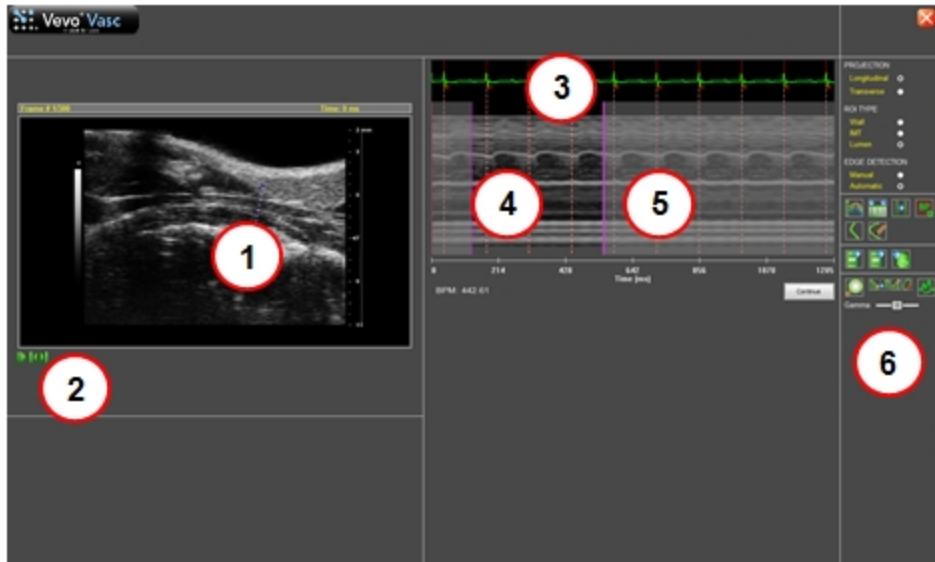 Vevo Vasc
Frame # 1/300 Time: 0 ms
1
2
3
4
5
0 214 428 642 856 1070 1285
Time (ms)
BPM: 442.61
Continue
PROJECTION
Longitudinal
Transverse
ROI TYPE
Wall
IMT
Lumen
EDGE DETECTION
Manual
Automatic
Gamma
6